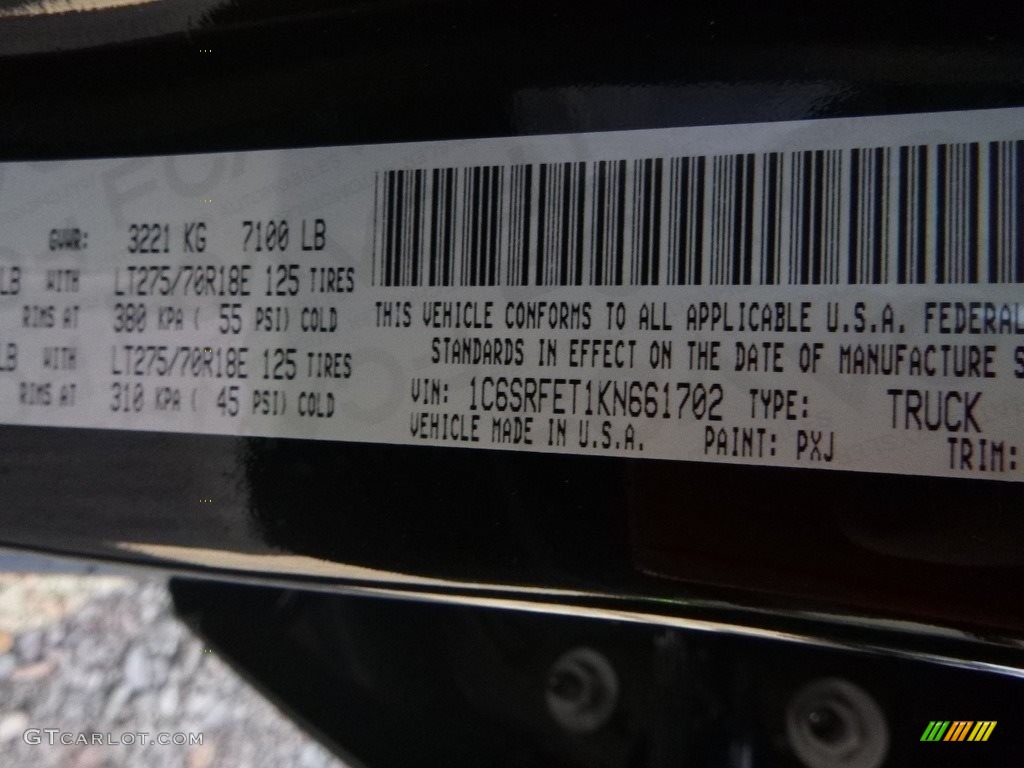 GVWR: 3221 KG 7100 LB
LB WITH LT275/70R18E 125 TIRES
RIMS AT 380 KPA ( 55 PSI) COLD
LB WITH LT275/70R18E 125 TIRES
RIMS AT 310 KPA ( 45 PSI) COLD
THIS VEHICLE CONFORMS TO ALL APPLICABLE U.S.A. FEDERAL
STANDARDS IN EFFECT ON THE DATE OF MANUFACTURE S
VIN: 1C6SRFET1KN661702 TYPE: TRUCK
VEHICLE MADE IN U.S.A. PAINT: PXJ TRIM:
GTCARLOT.COM